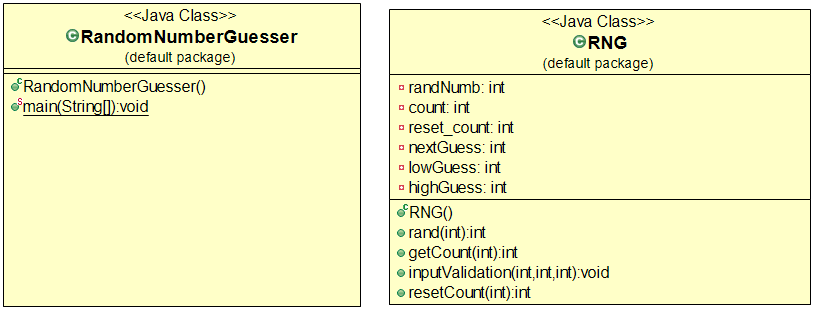 <<Java Class>>
RandomNumberGuesser
(default package)
RandomNumberGuesser()
main(String[]):void
<<Java Class>>
RNG
(default package)
randNumb: int
count: int
reset_count: int
nextGuess: int
lowGuess: int
highGuess: int
RNG()
rand(int):int
getCount(int):int
inputValidation(int,int,int):void
resetCount(int):int